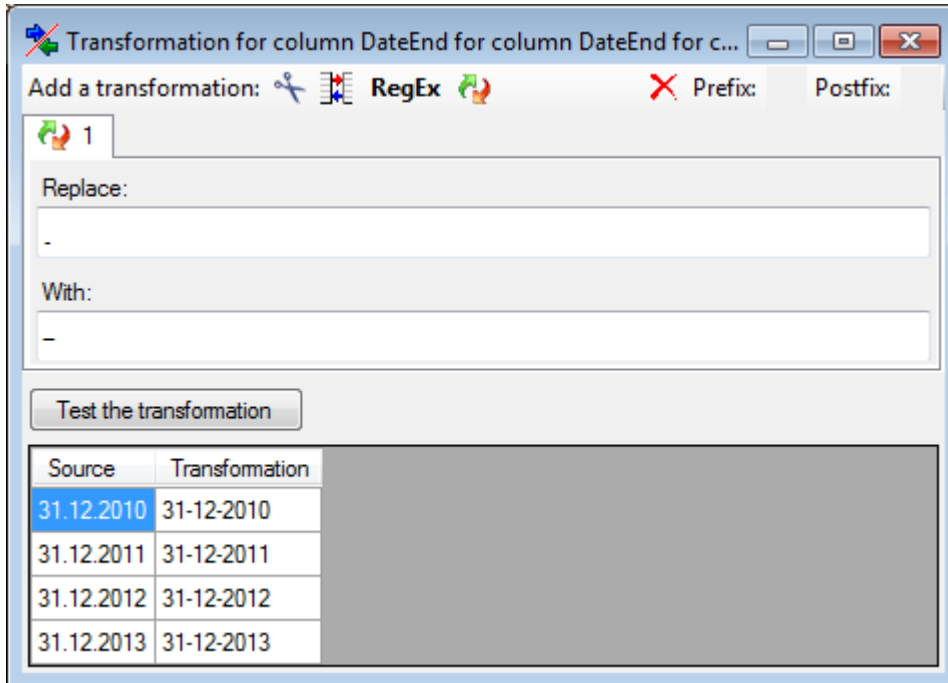 Transformation for column DateEnd for column DateEnd for c...
Add a transformation: RegEx Prefix: Postfix:
1
Replace:
.
With:
-
Test the transformation
Source Transformation
31.12.2010 31-12-2010
31.12.2011 31-12-2011
31.12.2012 31-12-2012
31.12.2013 31-12-2013